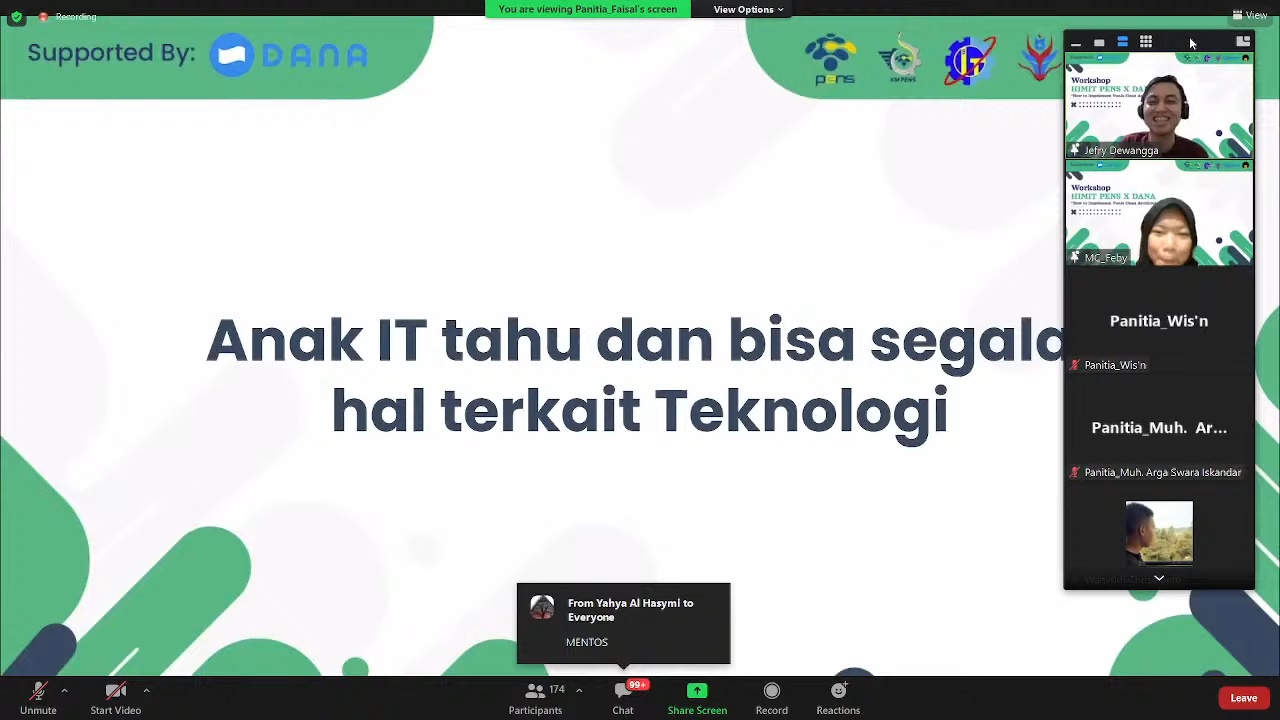 Recording
You are viewing Panitia_Faisal's screen
View Options
View
Supported By: DANA
pens
KM PENS
Workshop
HIMIT PENS X DA
Jefry Dewangga
Workshop
HIMIT PENS X DANA
MC_Feby
Anak IT tahu dan bisa segala
hal terkait Teknologi
Panitia_Wis'n
Panitia_Wis'n
Panitia_Muh. Ar...
Panitia_Muh. Arga Swara Iskandar
From Yahya Al Hasymi to
Everyone
MENTOS
Unmute
Start Video
174
Participants
99+
Chat
Share Screen
Record
Reactions
Leave